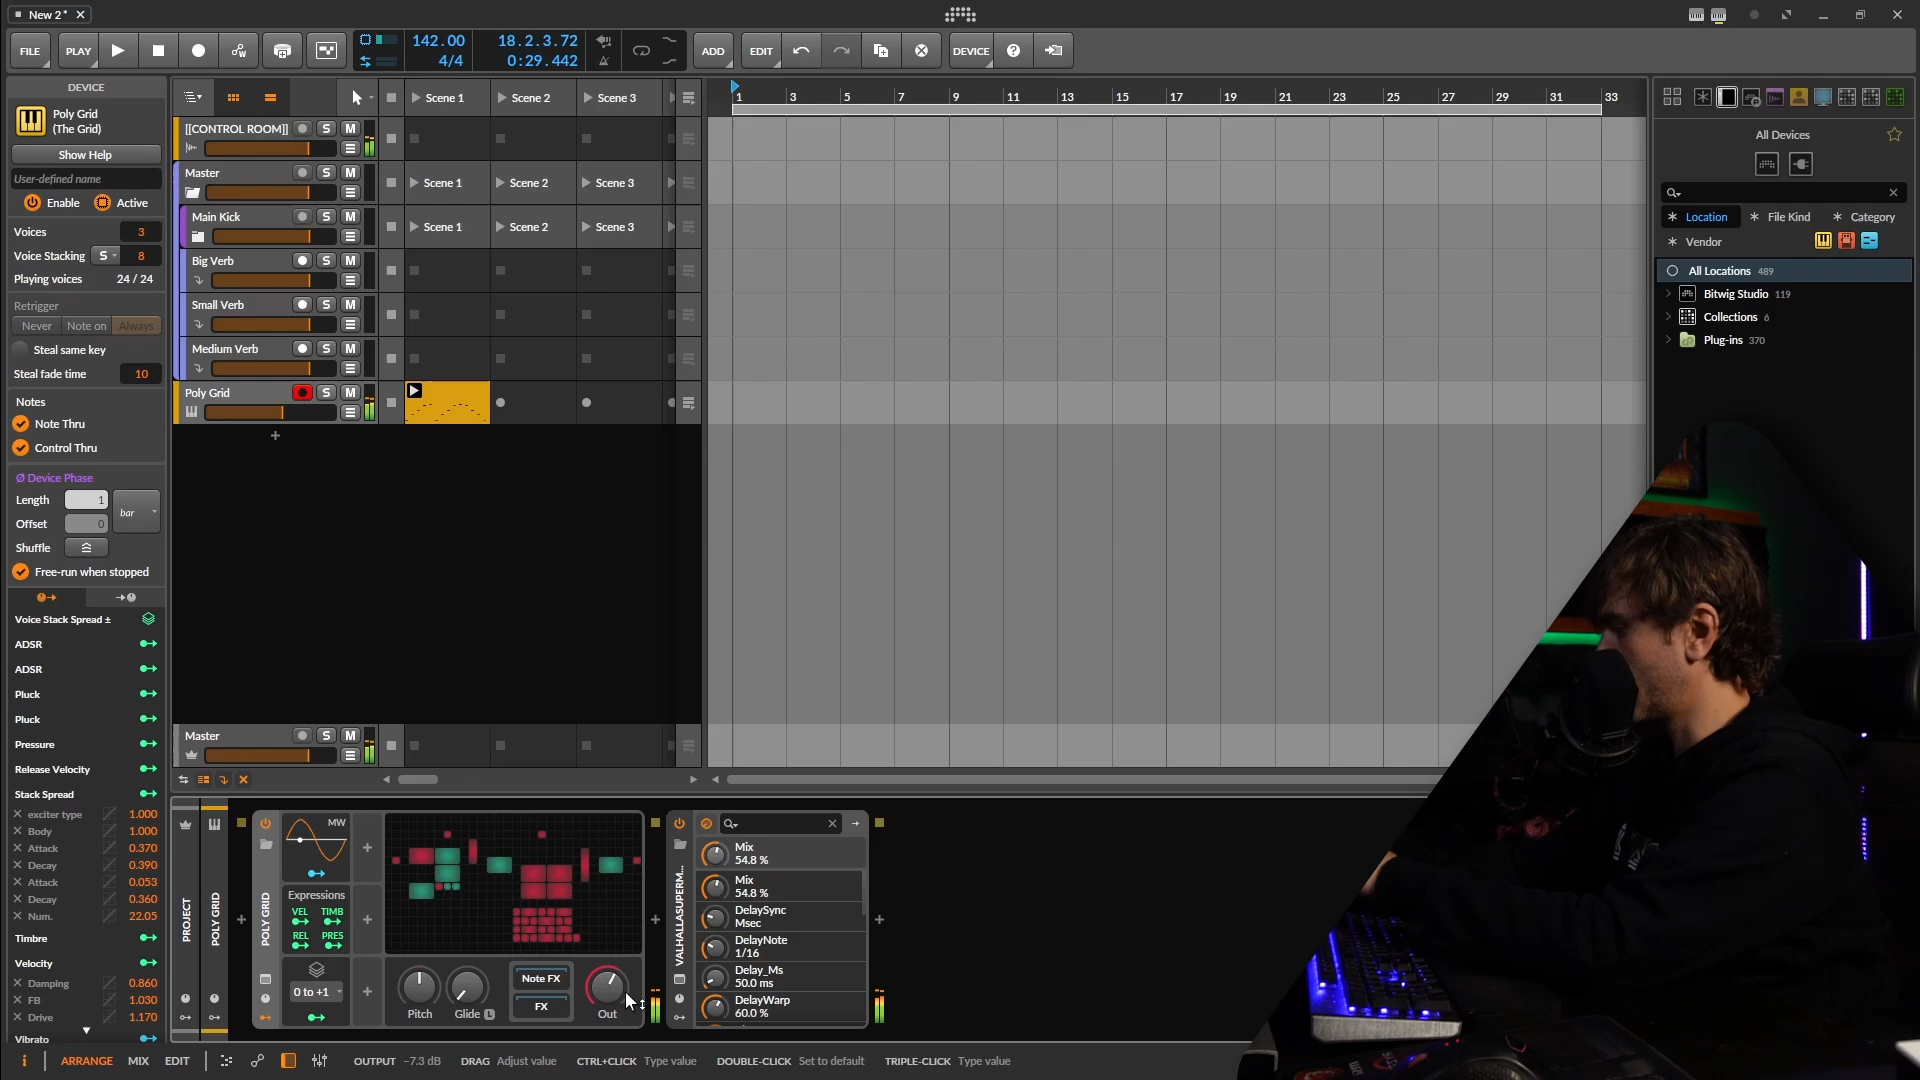 New 2*
FILE
PLAY
142.00
4/4
18.2.3.72
0:29.442
ADD
EDIT
DEVICE
DEVICE
Poly Grid
(The Grid)
Show Help
User-defined name
Enable
Active
Voices 3
Voice Stacking S 8
Playing voices 24 / 24
Retrigger
Never Note on Always
Steal same key
Steal fade time 10
Notes
Note Thru
Control Thru
Ø Device Phase
Length 1 bar
Offset 0
Shuffle
Free-run when stopped
Voice Stack Spread ±
ADSR
ADSR
Pluck
Pluck
Pressure
Release Velocity
Stack Spread
exciter type 1.000
Body 1.000
Attack 0.370
Decay 0.390
Attack 0.053
Decay 0.360
Num. 22.05
Timbre
Velocity
Damping 0.860
FB 1.030
Drive 1.170
Vibrato
Scene 1 Scene 2 Scene 3
[[CONTROL ROOM]] S M
Master S M Scene 1 Scene 2 Scene 3
Main Kick S M Scene 1 Scene 2 Scene 3
Big Verb S M
Small Verb S M
Medium Verb S M
Poly Grid S M
Master S M
1 3 5 7 9 11 13 15 17 19 21 23 25 27 29 31 33
All Devices
Location File Kind Category
Vendor
All Locations 489
Bitwig Studio 119
Collections 6
Plug-ins 370
PROJECT
POLY GRID
POLY GRID
MW
Expressions
VEL TIMB
REL PRES
0 to +1
Pitch
Glide L
Note FX
FX
Out
VALHALLASUPERM...
Mix
54.8 %
Mix
54.8 %
DelaySync
Msec
DelayNote
1/16
Delay_Ms
50.0 ms
DelayWarp
60.0 %
i ARRANGE MIX EDIT
OUTPUT -7.3 dB DRAG Adjust value CTRL+CLICK Type value DOUBLE-CLICK Set to default TRIPLE-CLICK Type value